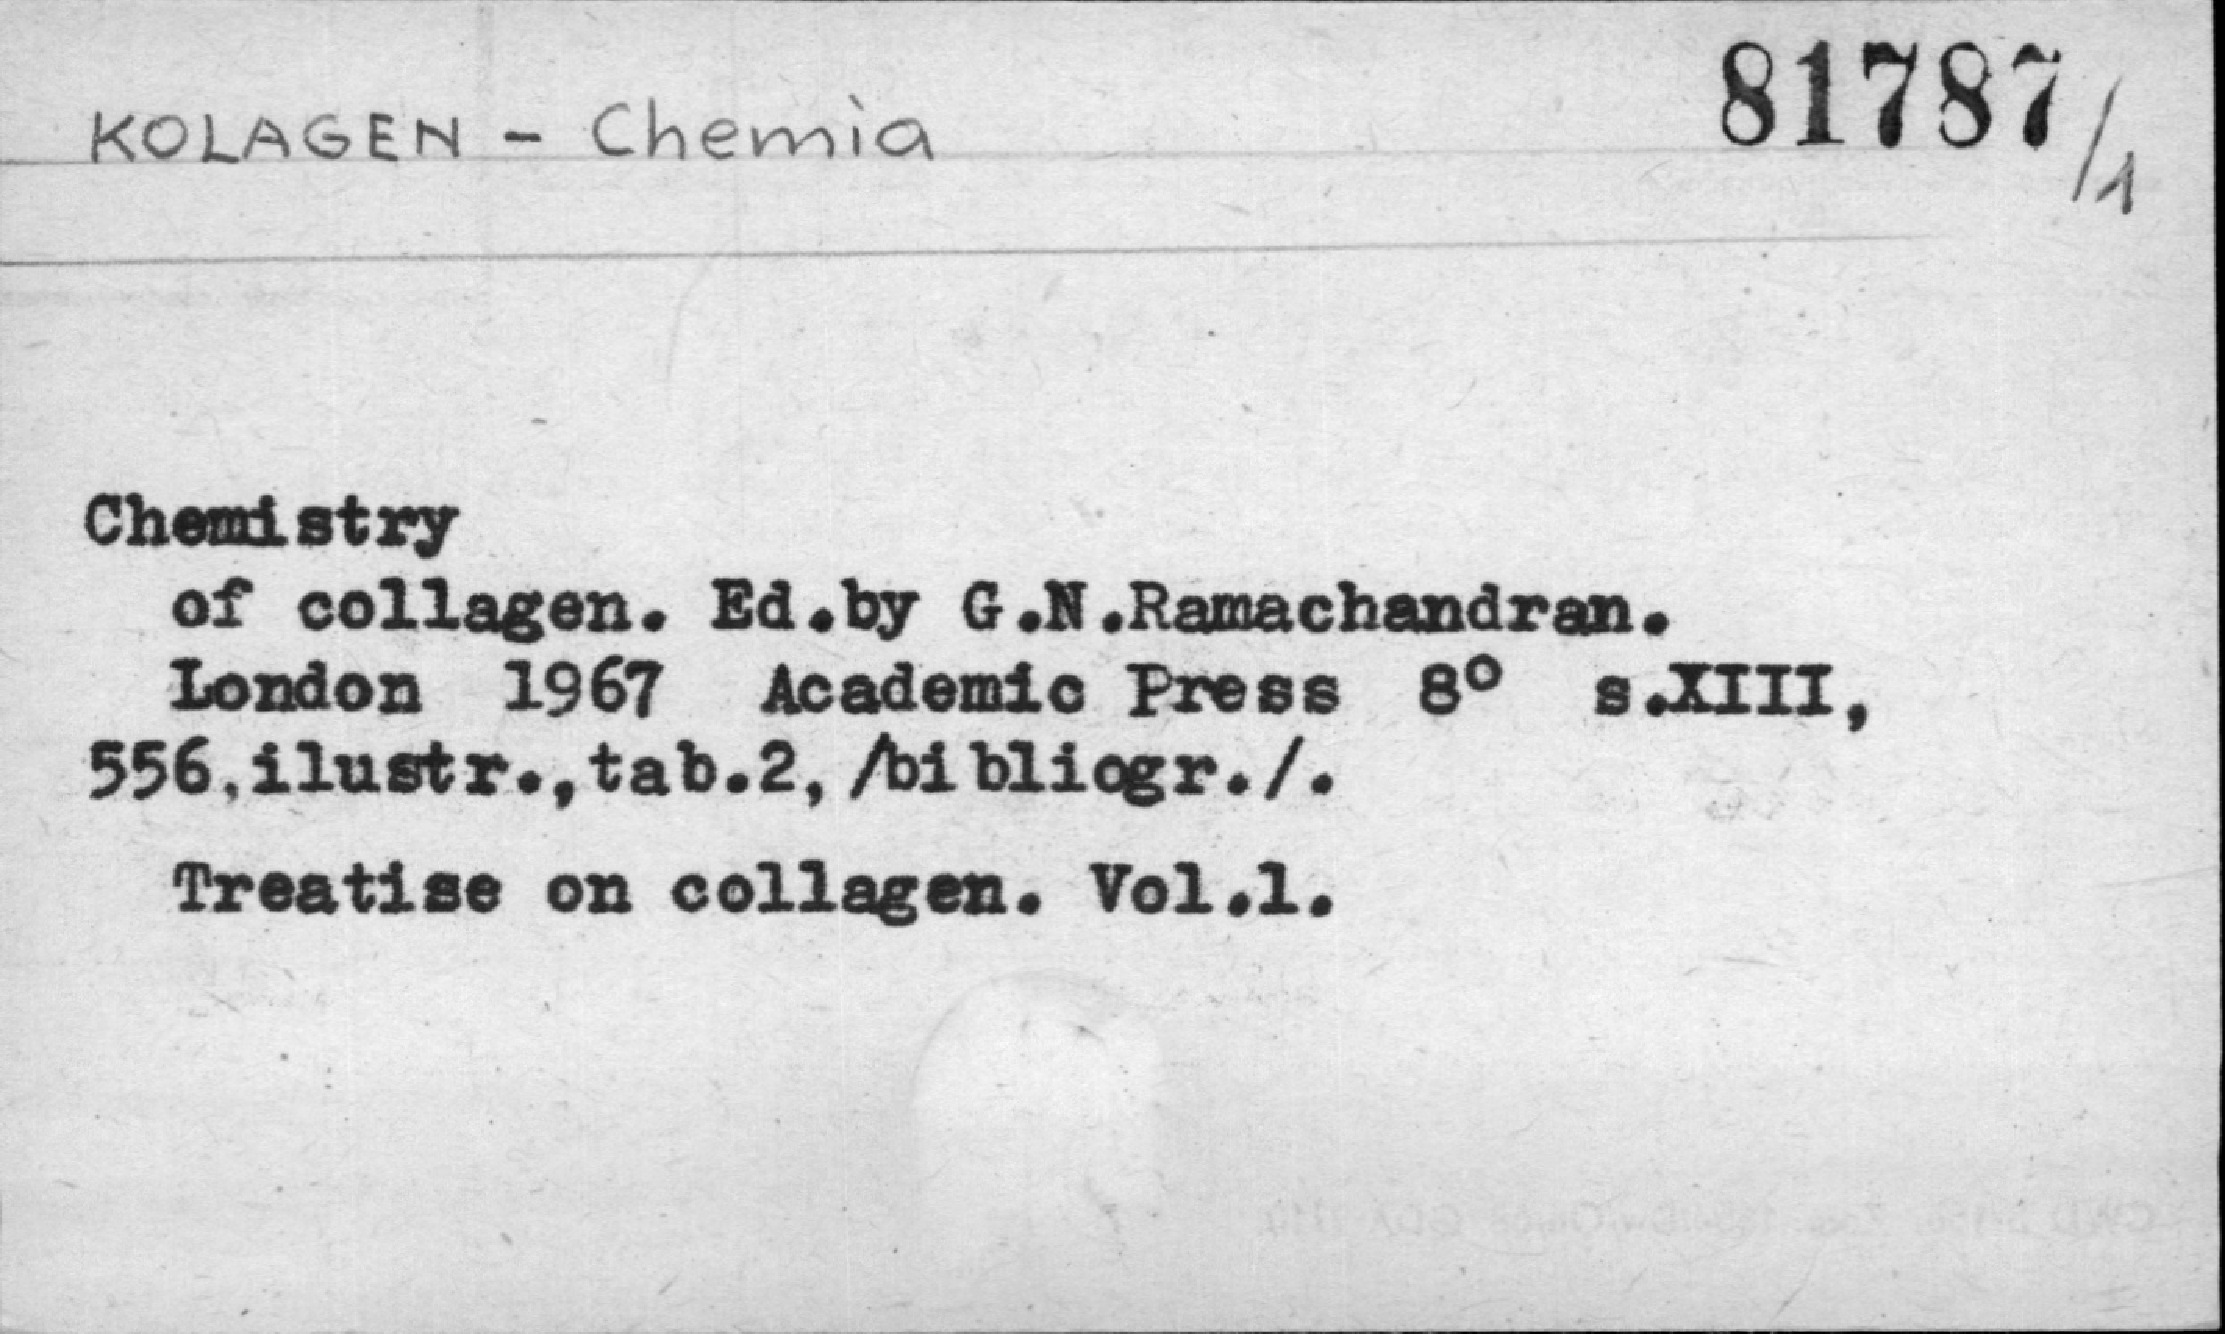 KOLAGEN - Chemia
81787/1
Chemistry
of collagen. Ed.by G.N.Ramachandran.
London 1967 Academic Press 8° s.XIII,
556,ilustr.,tab.2, /bibliogr./.
Treatise on collagen. Vol.1.